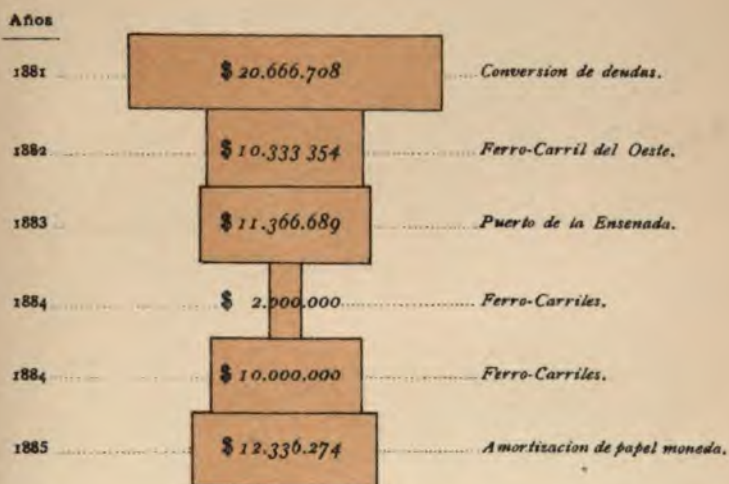 Años
1881 $ 20.666.708 Conversion de deudas.
1882 $ 10.333 354 Ferro-Carril del Oeste.
1883 $ 11.366.689 Puerto de la Ensenada.
1884 $ 2.000.000 Ferro-Carriles.
1884 $ 10.000.000 Ferro-Carriles.
1885 $ 12.336.274 Amortizacion de papel moneda.